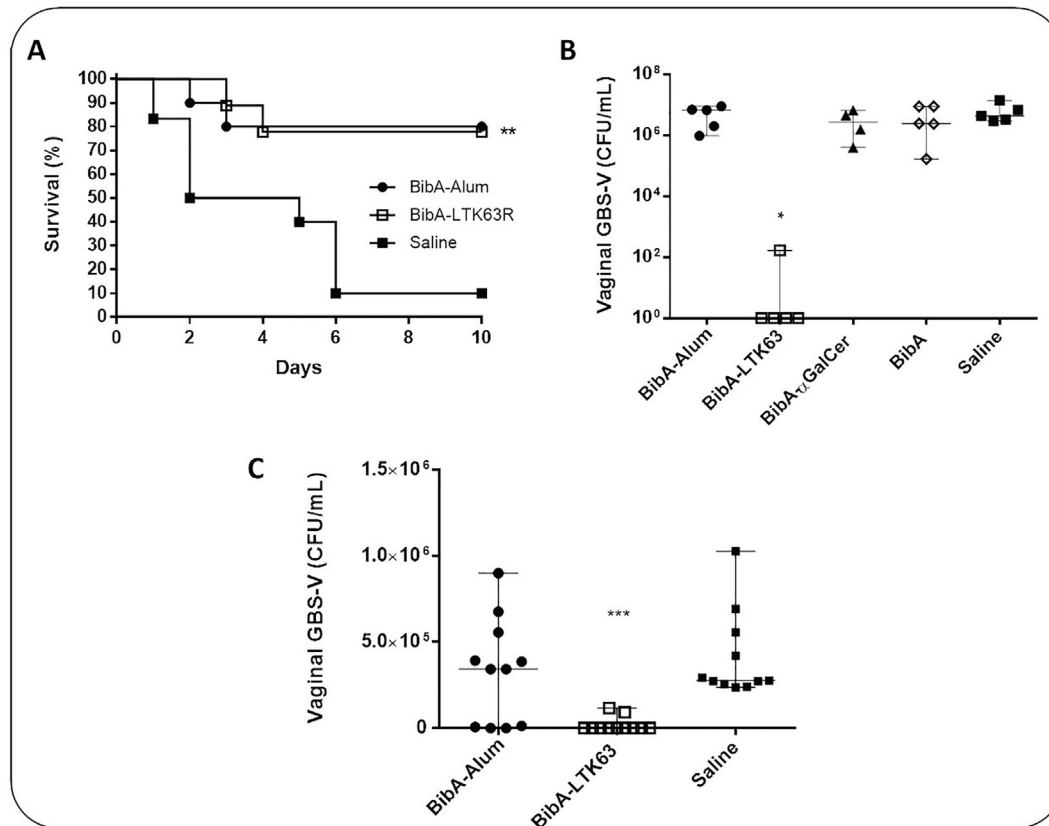 A
Survival (%)
100
90
80
70
60
50
40
30
20
10
0
0 2 4 6 8 10
Days
BibA-Alum
BibA-LTK63R
Saline
**
B
Vaginal GBS-V (CFU/mL)
10⁸
10⁶
10⁴
10²
10⁰
*
BibA-Alum
BibA-LTK63
BibA-αGalCer
BibA
Saline
C
Vaginal GBS-V (CFU/mL)
1.5×10⁶
1.0×10⁶
5.0×10⁵
0
***
BibA-Alum
BibA-LTK63
Saline